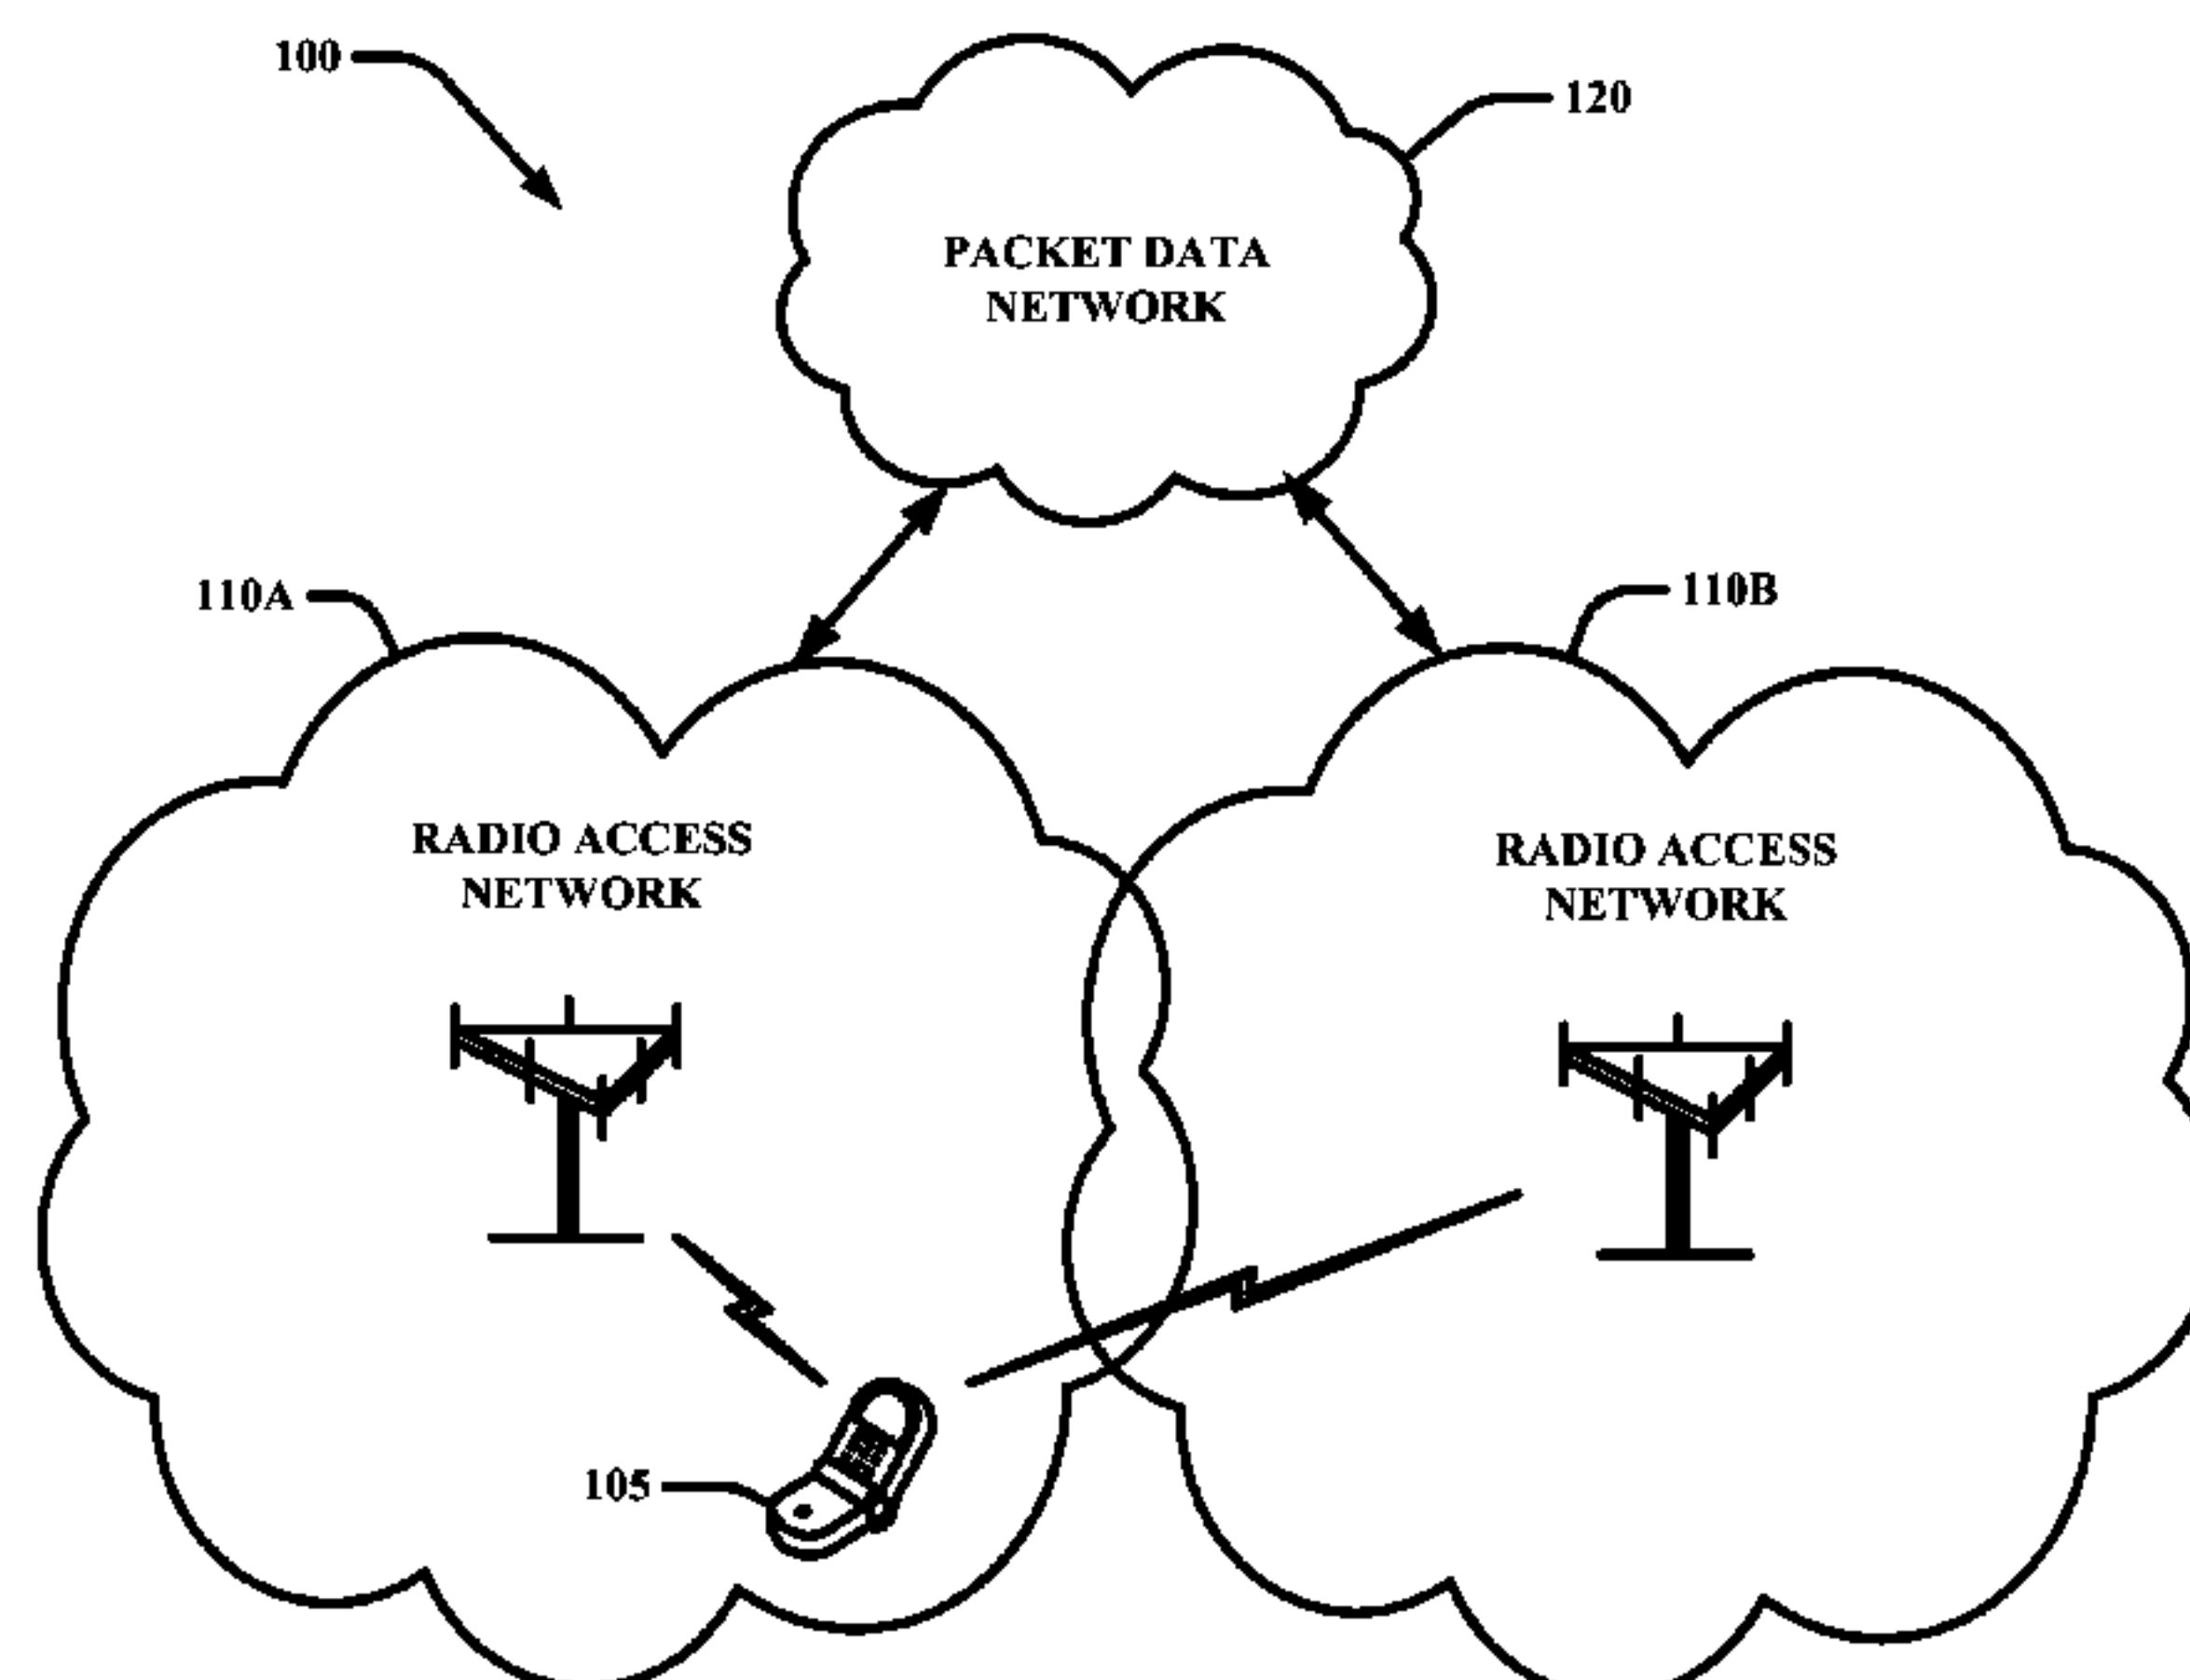 100
120
PACKET DATA
NETWORK
110A
110B
RADIO ACCESS
NETWORK
RADIO ACCESS
NETWORK
105